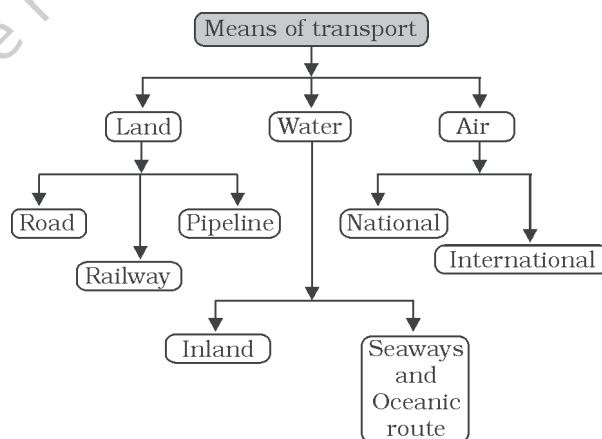 Means of transport
Land
Water
Air
Road
Pipeline
National
Railway
International
Inland
Seaways
and
Oceanic
route